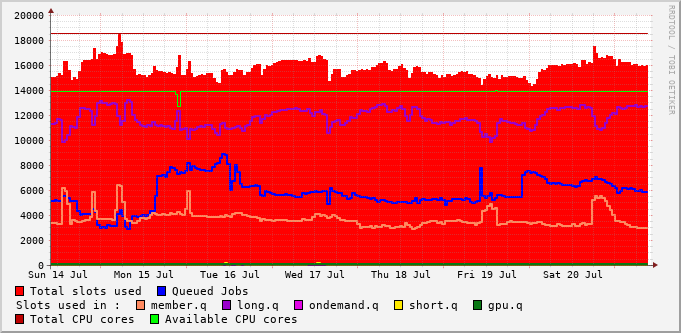 20000
18000
16000
14000
12000
10000
8000
6000
4000
2000
0
Sun 14 Jul Mon 15 Jul Tue 16 Jul Wed 17 Jul Thu 18 Jul Fri 19 Jul Sat 20 Jul
Total slots used Queued Jobs
Slots used in : member.q long.q ondemand.q short.q gpu.q
Total CPU cores Available CPU cores
RRDTOOL / TOBI OETIKER